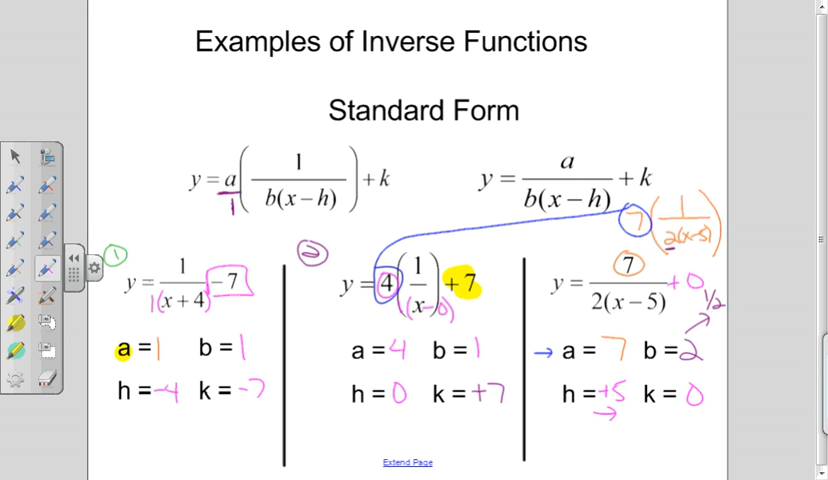 Examples of Inverse Functions
Standard Form
y = a/1 ( 1 / b(x − h) ) + k
y = a / b(x − h) + k
7 ( 1 / 2(x-5) )
①
y = 1 / 1(x + 4) − 7
②
y = 4 ( 1 / (x − 0) ) + 7
y = 7 / 2(x − 5) + 0
1/2
a = 1 b = 1
h = -4 k = -7
a = 4 b = 1
h = 0 k = +7
→ a = 7 b = 2
h = +5 k = 0
→
Extend Page